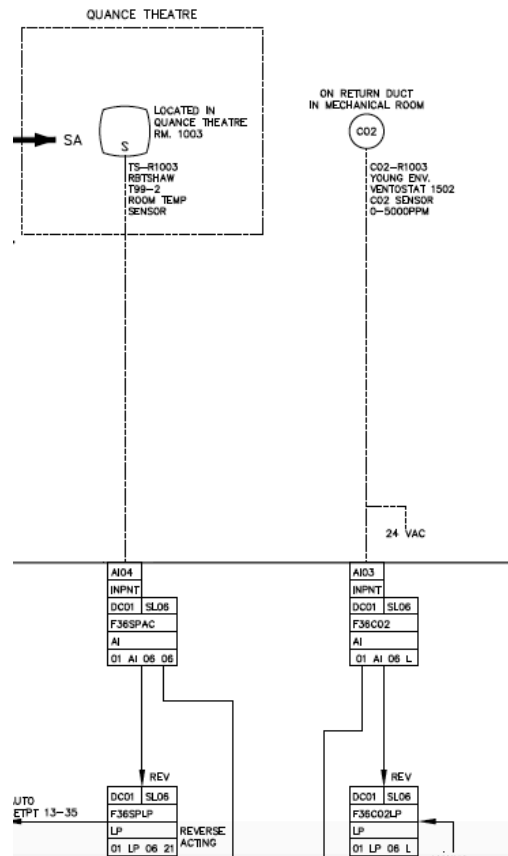 QUANCE THEATRE
SA
S
LOCATED IN
QUANCE THEATRE
RM. 1003
TS-R1003
RBTSHAW
T99-2
ROOM TEMP
SENSOR
ON RETURN DUCT
IN MECHANICAL ROOM
CO2
CO2-R1003
YOUNG ENV.
VENTOSTAT 1502
CO2 SENSOR
0-5000PPM
24 VAC
AI04
INPNT
DC01 SL06
F36SPAC
AI
01 AI 06 06
AI03
INPNT
DC01 SL06
F36CO2
AI
01 AI 06 L
REV
DC01 SL06
F36SPLP
LP
01 LP 06 21
REVERSE
ACTING
UTO
ETPT 13-35
REV
DC01 SL06
F36CO2LP
LP
01 LP 06 L